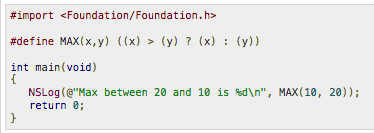 #import <Foundation/Foundation.h>
#define MAX(x,y) ((x) > (y) ? (x) : (y))
int main(void)
{
NSLog(@"Max between 20 and 10 is %d\n", MAX(10, 20));
return 0;
}